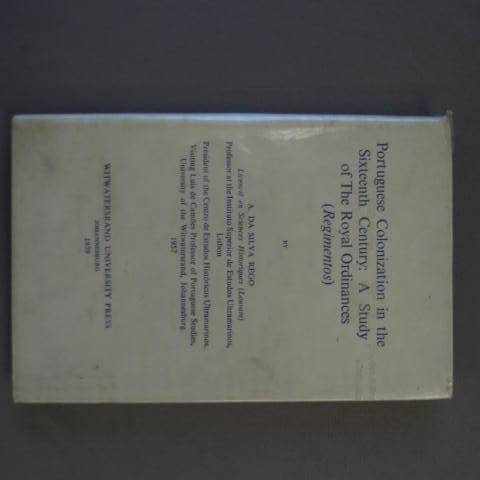 Portuguese Colonization in the
Sixteenth Century: A Study
of The Royal Ordinances
(Regimentos)
BY
A. DA SILVA REGO
Licencié en Sciences Historiques (Louvain)
Professor at the Instituto Superior de Estudos Ultramarinos,
Lisbon
President of the Centro de Estudos Históricos Ultramarinos,
Visiting Luis de Camões Professor of Portuguese Studies,
University of the Witwatersrand, Johannesburg
1957
WITWATERSRAND UNIVERSITY PRESS
JOHANNESBURG
1959